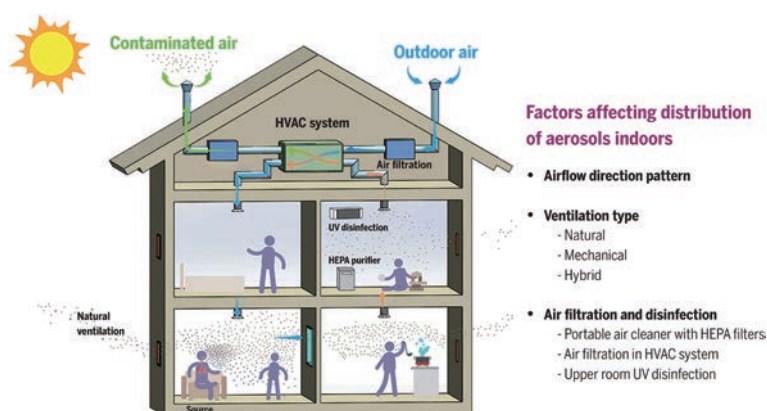 Contaminated air
Outdoor air
HVAC system
Air filtration
UV disinfection
HEPA purifier
Natural
ventilation
Source
Factors affecting distribution
of aerosols indoors
• Airflow direction pattern
• Ventilation type
- Natural
- Mechanical
- Hybrid
• Air filtration and disinfection
- Portable air cleaner with HEPA filters
- Air filtration in HVAC system
- Upper room UV disinfection